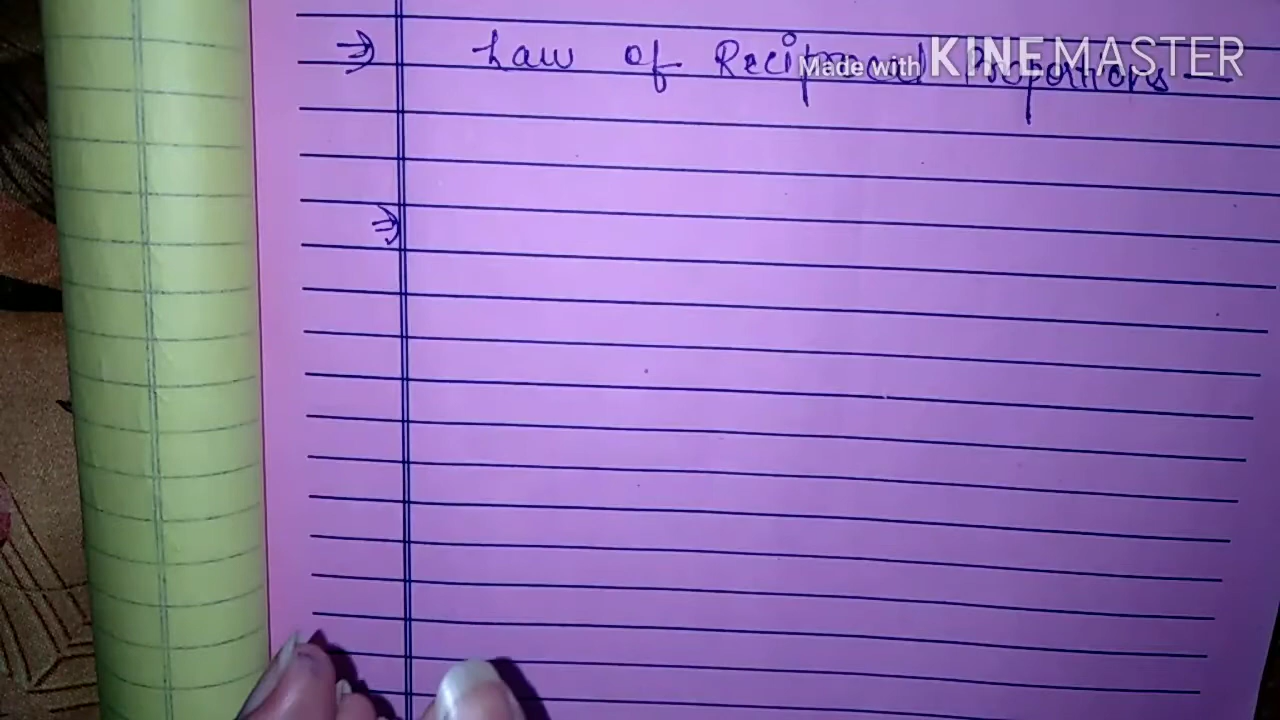 ⇒ Law of Reciprocal Proportions —
Made with KINEMASTER
⇒